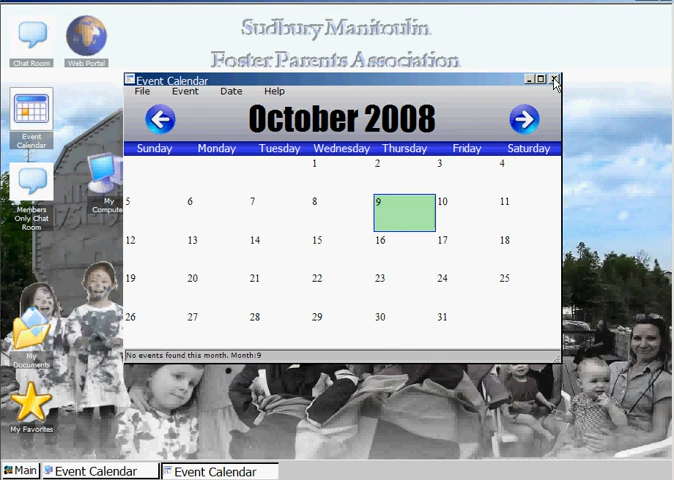 Sudbury Manitoulin
Foster Parents Association
Chat Room
Web Portal
Event
Calendar
Members
Only Chat
Room
My
Compute
My
Documents
My Favorites
Event Calendar
File Event Date Help
October 2008
Sunday Monday Tuesday Wednesday Thursday Friday Saturday
1 2 3 4
5 6 7 8 9 10 11
12 13 14 15 16 17 18
19 20 21 22 23 24 25
26 27 28 29 30 31
No events found this month. Month:9
Main Event Calendar Event Calendar